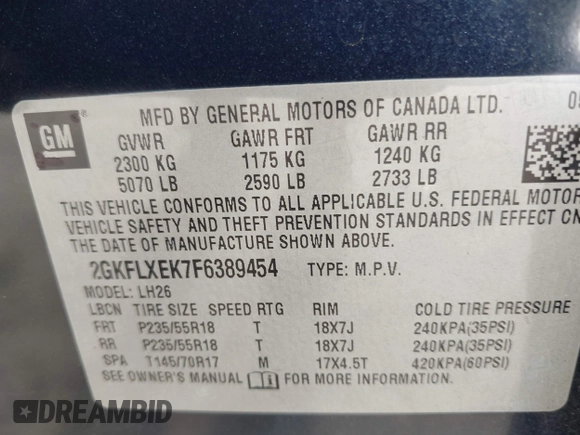 MFD BY GENERAL MOTORS OF CANADA LTD.
GM
GVWR GAWR FRT GAWR RR
2300 KG 1175 KG 1240 KG
5070 LB 2590 LB 2733 LB
THIS VEHICLE CONFORMS TO ALL APPLICABLE U.S. FEDERAL MOTOR
VEHICLE SAFETY AND THEFT PREVENTION STANDARDS IN EFFECT ON
THE DATE OF MANUFACTURE SHOWN ABOVE.
2GKFLXEK7F6389454 TYPE: M.P.V.
MODEL: LH26
LBCN TIRE SIZE SPEED RTG RIM COLD TIRE PRESSURE
FRT P235/55R18 T 18X7J 240KPA(35PSI)
RR P235/55R18 T 18X7J 240KPA(35PSI)
SPA T145/70R17 M 17X4.5T 420KPA(60PSI)
SEE OWNER'S MANUAL FOR MORE INFORMATION.
DREAMBID